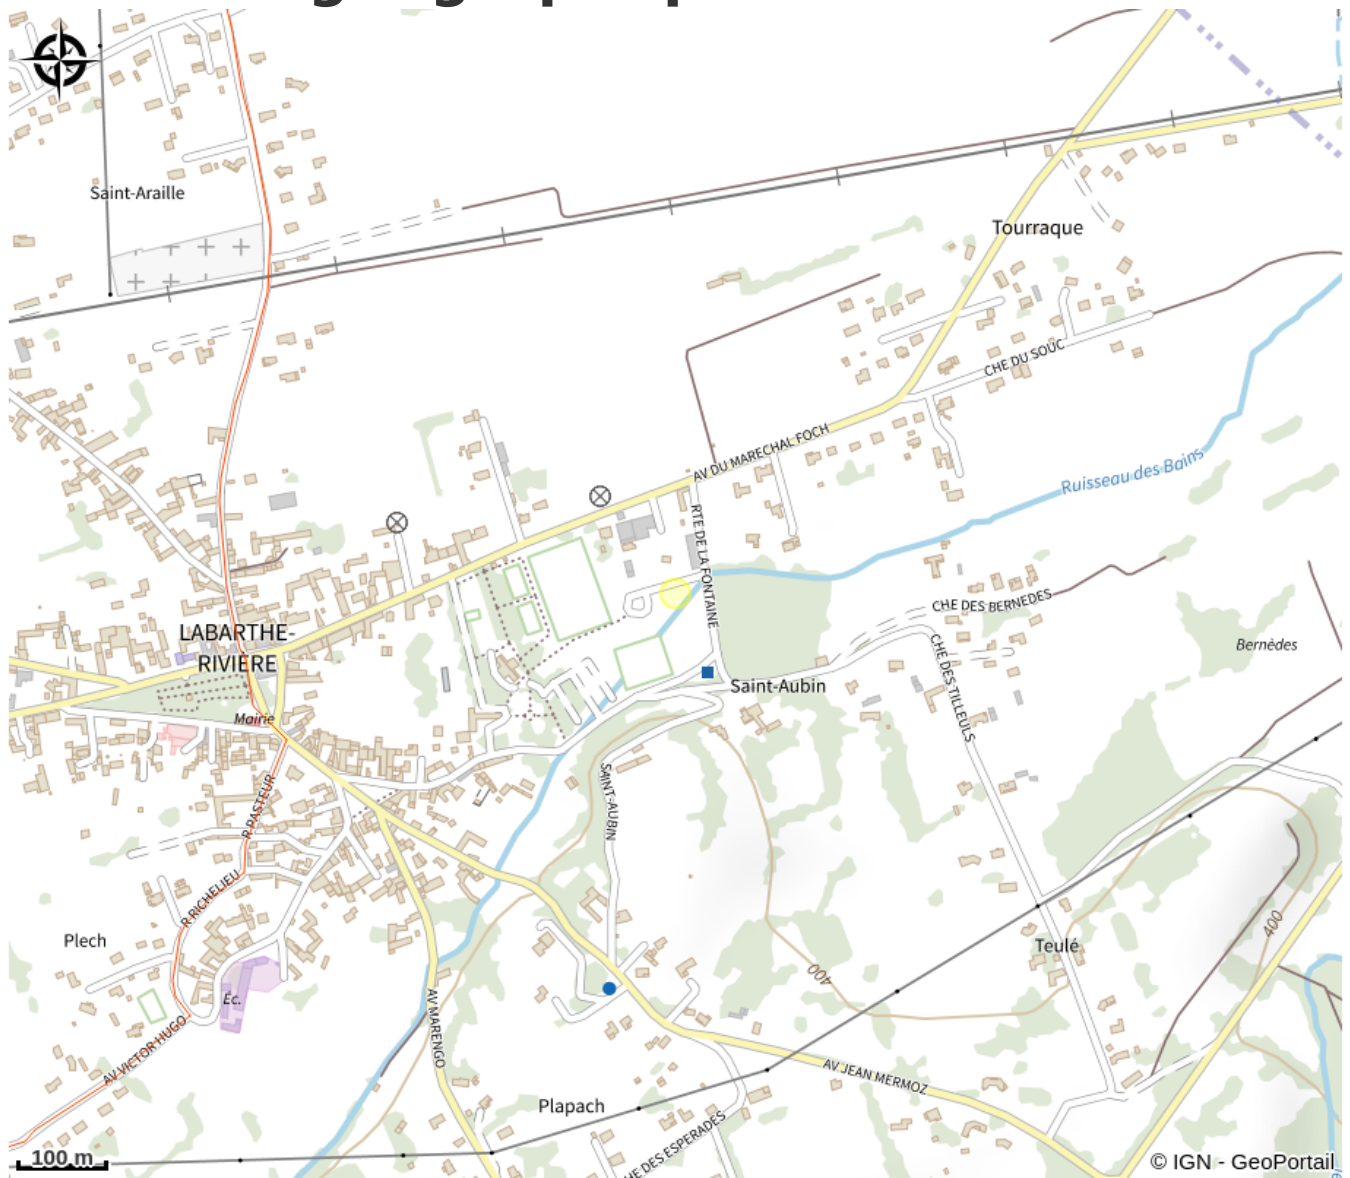 Saint-Araille
Tourraque
CHE DU SOUC
AV DU MARECHAL FOCH
Ruisseau des Bains
RTE DE LA FONTAINE
CHE DES BERNEDES
LABARTHE-
RIVIÈRE
Bernèdes
CHE DES TILLEULS
Saint-Aubin
Mairie
R PASTEUR
SAINT-AUBIN
R RICHELIEU
Plech
400
Teulé
400
Éc.
AV MARENGO
AV VICTOR HUGO
AV JEAN MERMOZ
Plapach
CHE DES ESPERADES
100 m
© IGN - GeoPortail